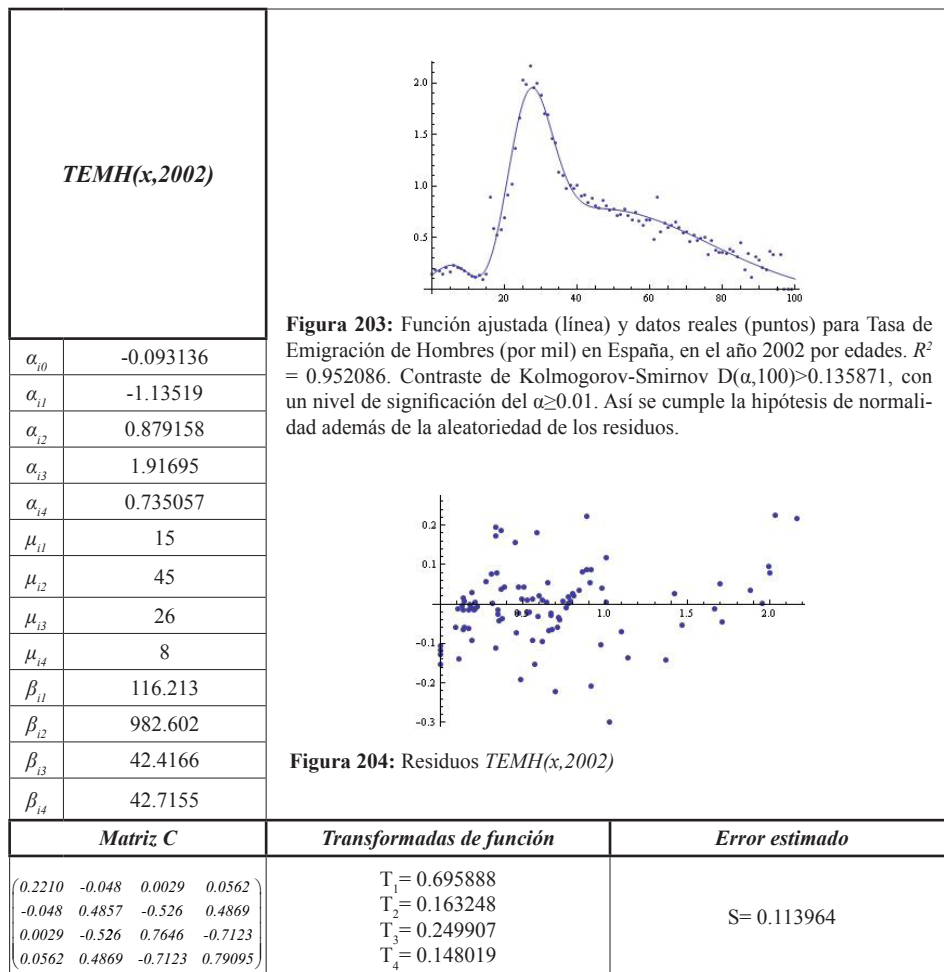 TEMH(x,2002)
2.0
1.5
1.0
0.5
20 40 60 80 100
Figura 203: Función ajustada (línea) y datos reales (puntos) para Tasa de
Emigración de Hombres (por mil) en España, en el año 2002 por edades. R²
= 0.952086. Contraste de Kolmogorov-Smirnov D(α,100)>0.135871, con
un nivel de significación del α≥0.01. Así se cumple la hipótesis de normali-
dad además de la aleatoriedad de los residuos.
α_i0 -0.093136
α_i1 -1.13519
α_i2 0.879158
α_i3 1.91695
α_i4 0.735057
μ_i1 15
μ_i2 45
μ_i3 26
μ_i4 8
β_i1 116.213
β_i2 982.602
β_i3 42.4166
β_i4 42.7155
0.2
0.1
0.5 1.0 1.5 2.0
-0.1
-0.2
-0.3
Figura 204: Residuos TEMH(x,2002)
Matriz C Transformadas de función Error estimado
0.2210 -0.048 0.0029 0.0562
-0.048 0.4857 -0.526 0.4869
0.0029 -0.526 0.7646 -0.7123
0.0562 0.4869 -0.7123 0.79095
T₁= 0.695888
T₂= 0.163248
T₃= 0.249907
T₄= 0.148019
S= 0.113964